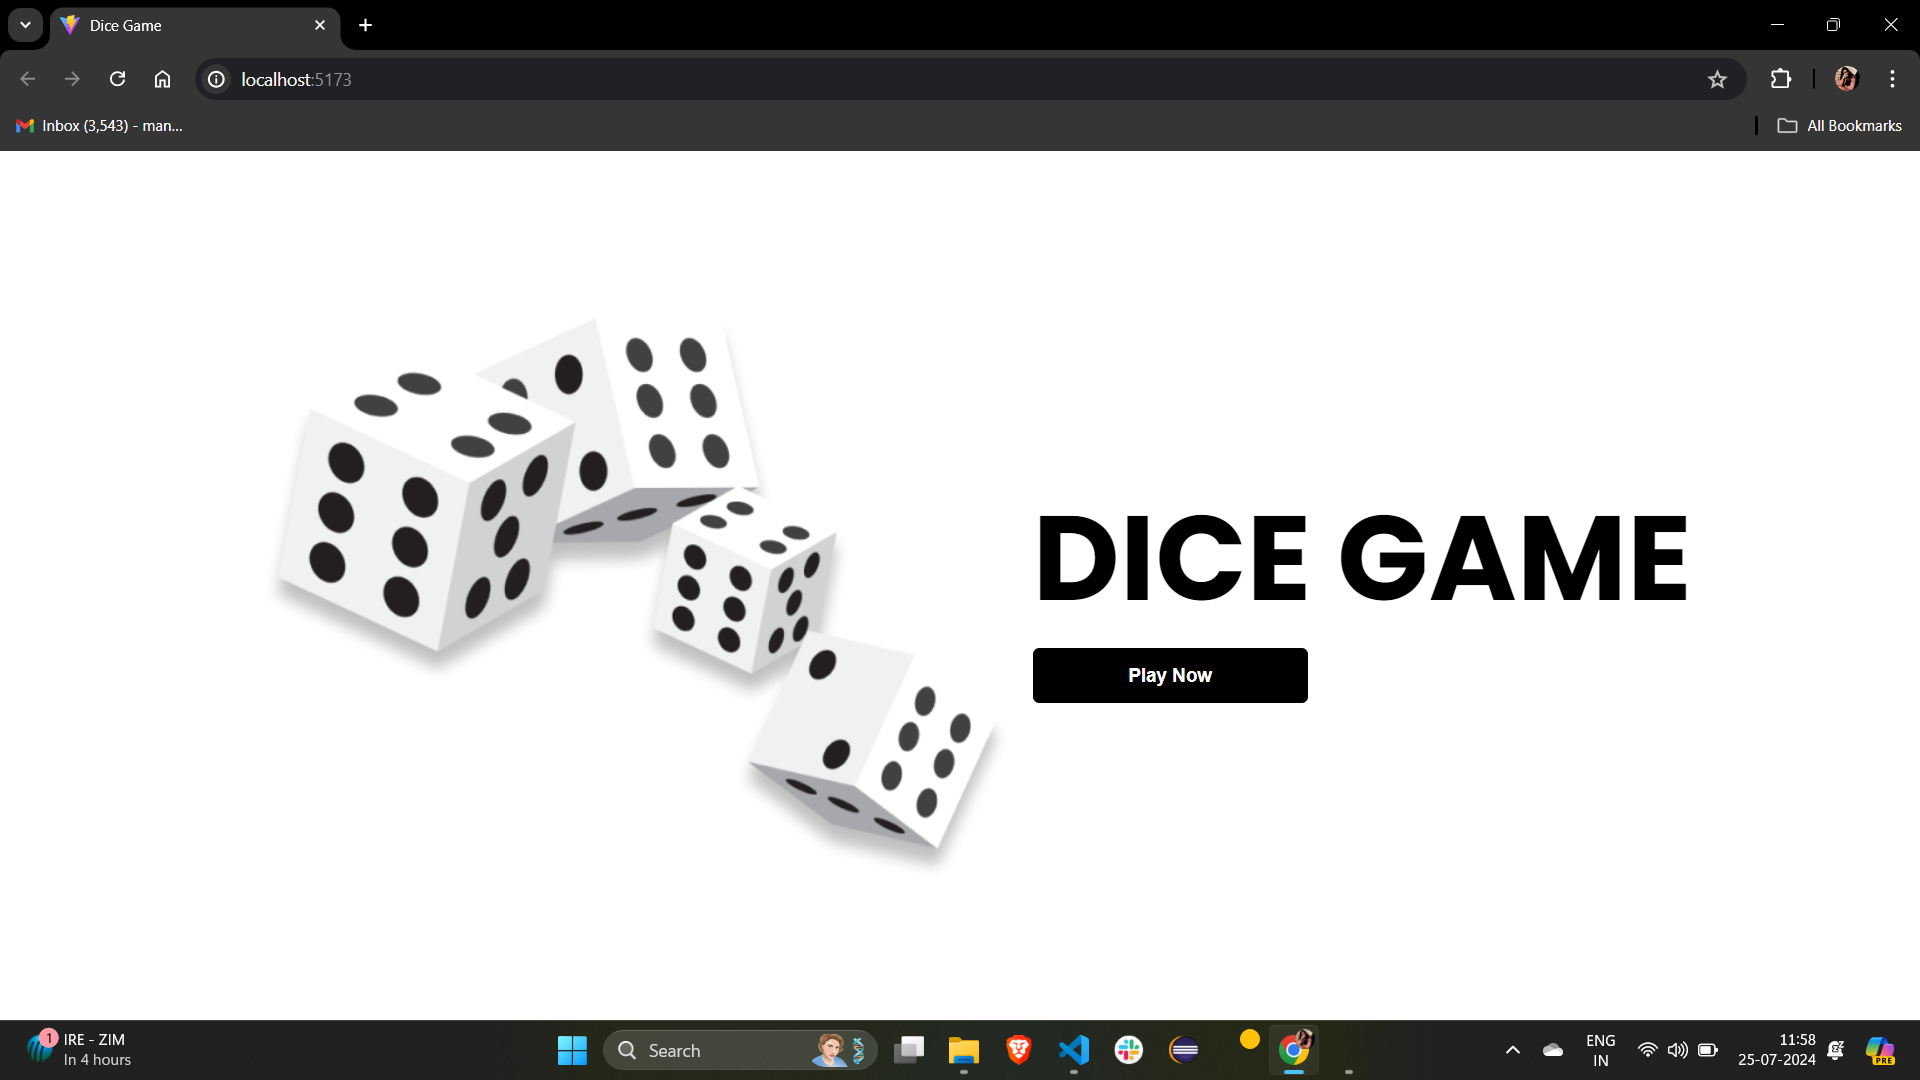 Dice Game
localhost:5173
Inbox (3,543) - man...
All Bookmarks
DICE GAME
Play Now
1
IRE - ZIM
In 4 hours
Search
ENG
IN
11:58
25-07-2024
PRE